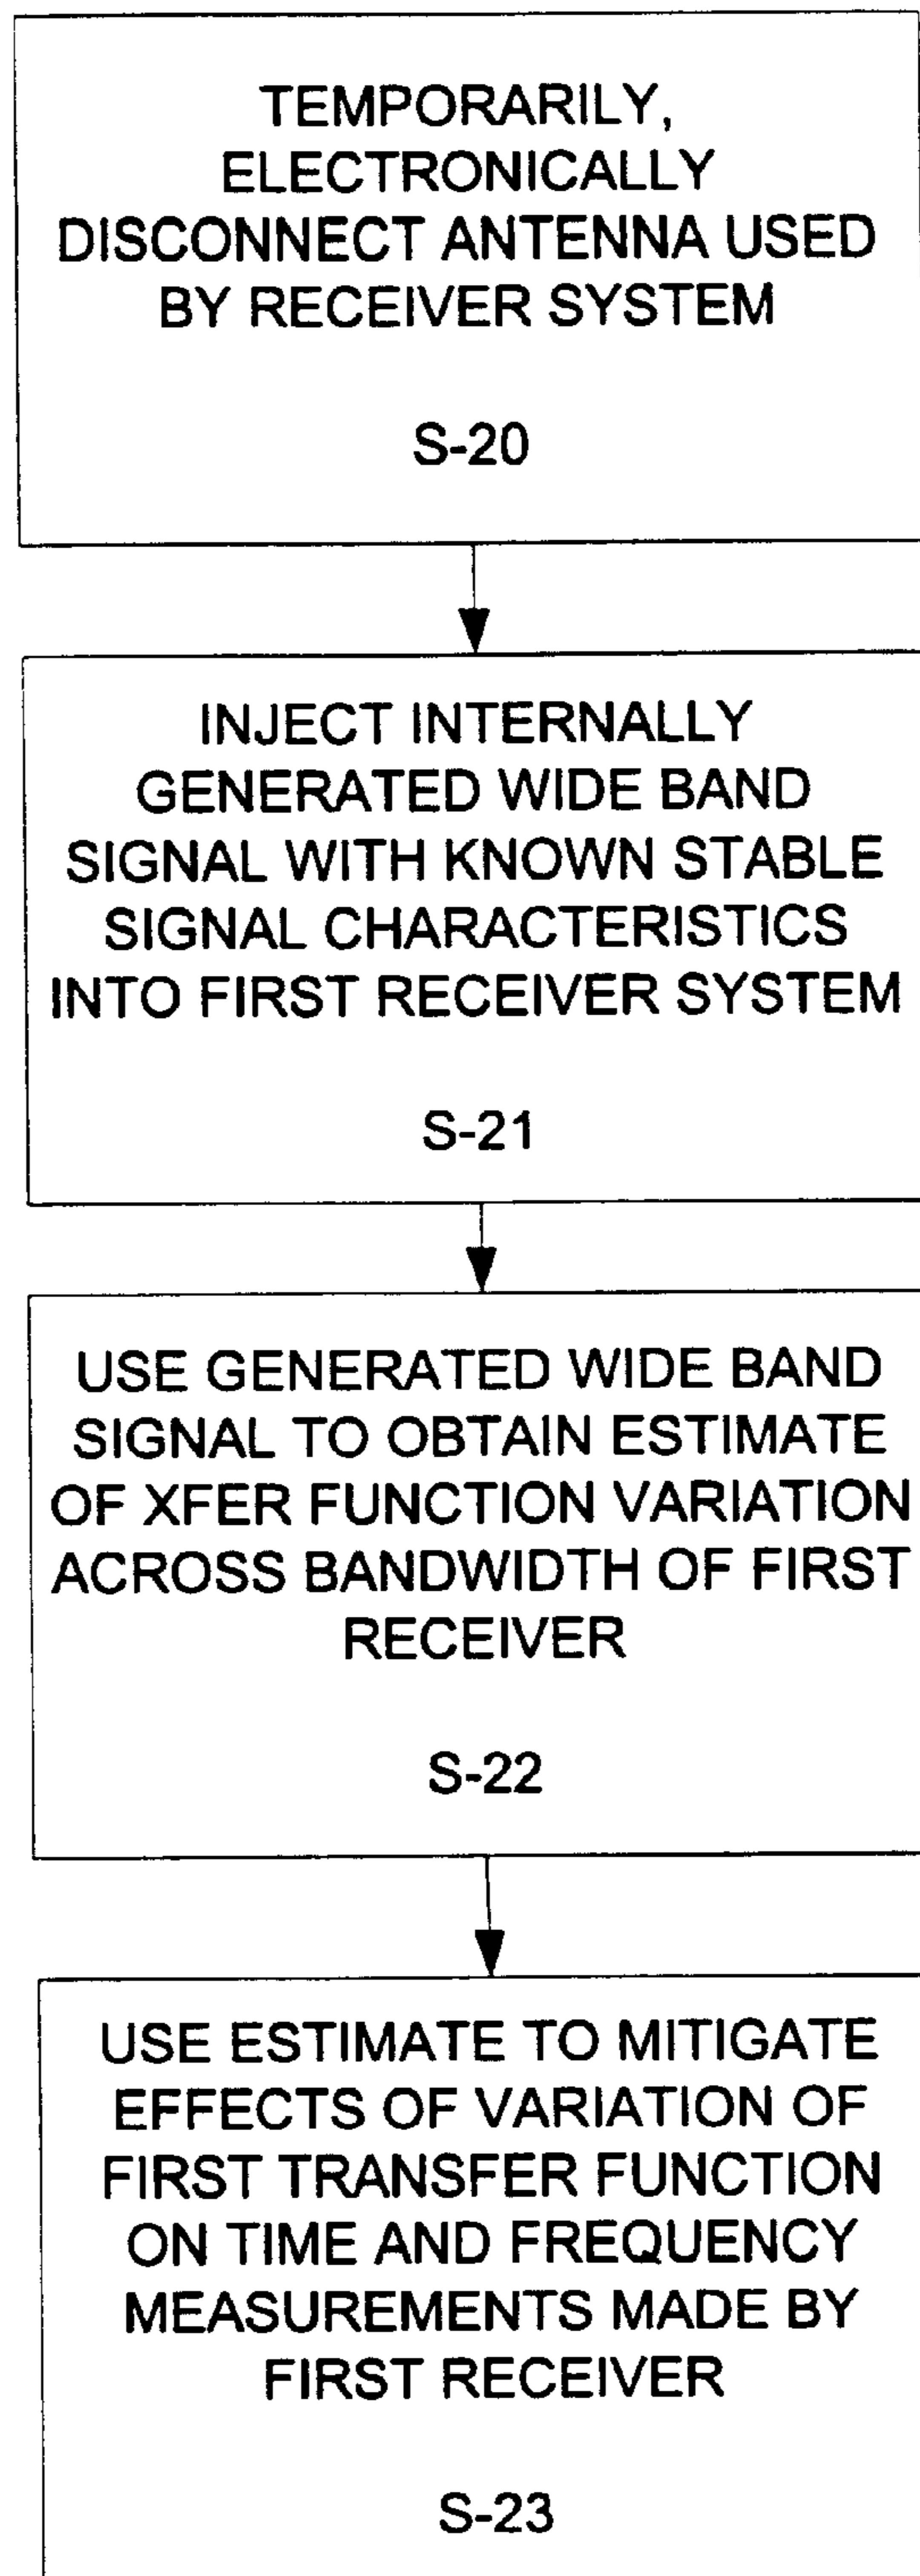 TEMPORARILY,
ELECTRONICALLY
DISCONNECT ANTENNA USED
BY RECEIVER SYSTEM
S-20
INJECT INTERNALLY
GENERATED WIDE BAND
SIGNAL WITH KNOWN STABLE
SIGNAL CHARACTERISTICS
INTO FIRST RECEIVER SYSTEM
S-21
USE GENERATED WIDE BAND
SIGNAL TO OBTAIN ESTIMATE
OF XFER FUNCTION VARIATION
ACROSS BANDWIDTH OF FIRST
RECEIVER
S-22
USE ESTIMATE TO MITIGATE
EFFECTS OF VARIATION OF
FIRST TRANSFER FUNCTION
ON TIME AND FREQUENCY
MEASUREMENTS MADE BY
FIRST RECEIVER
S-23